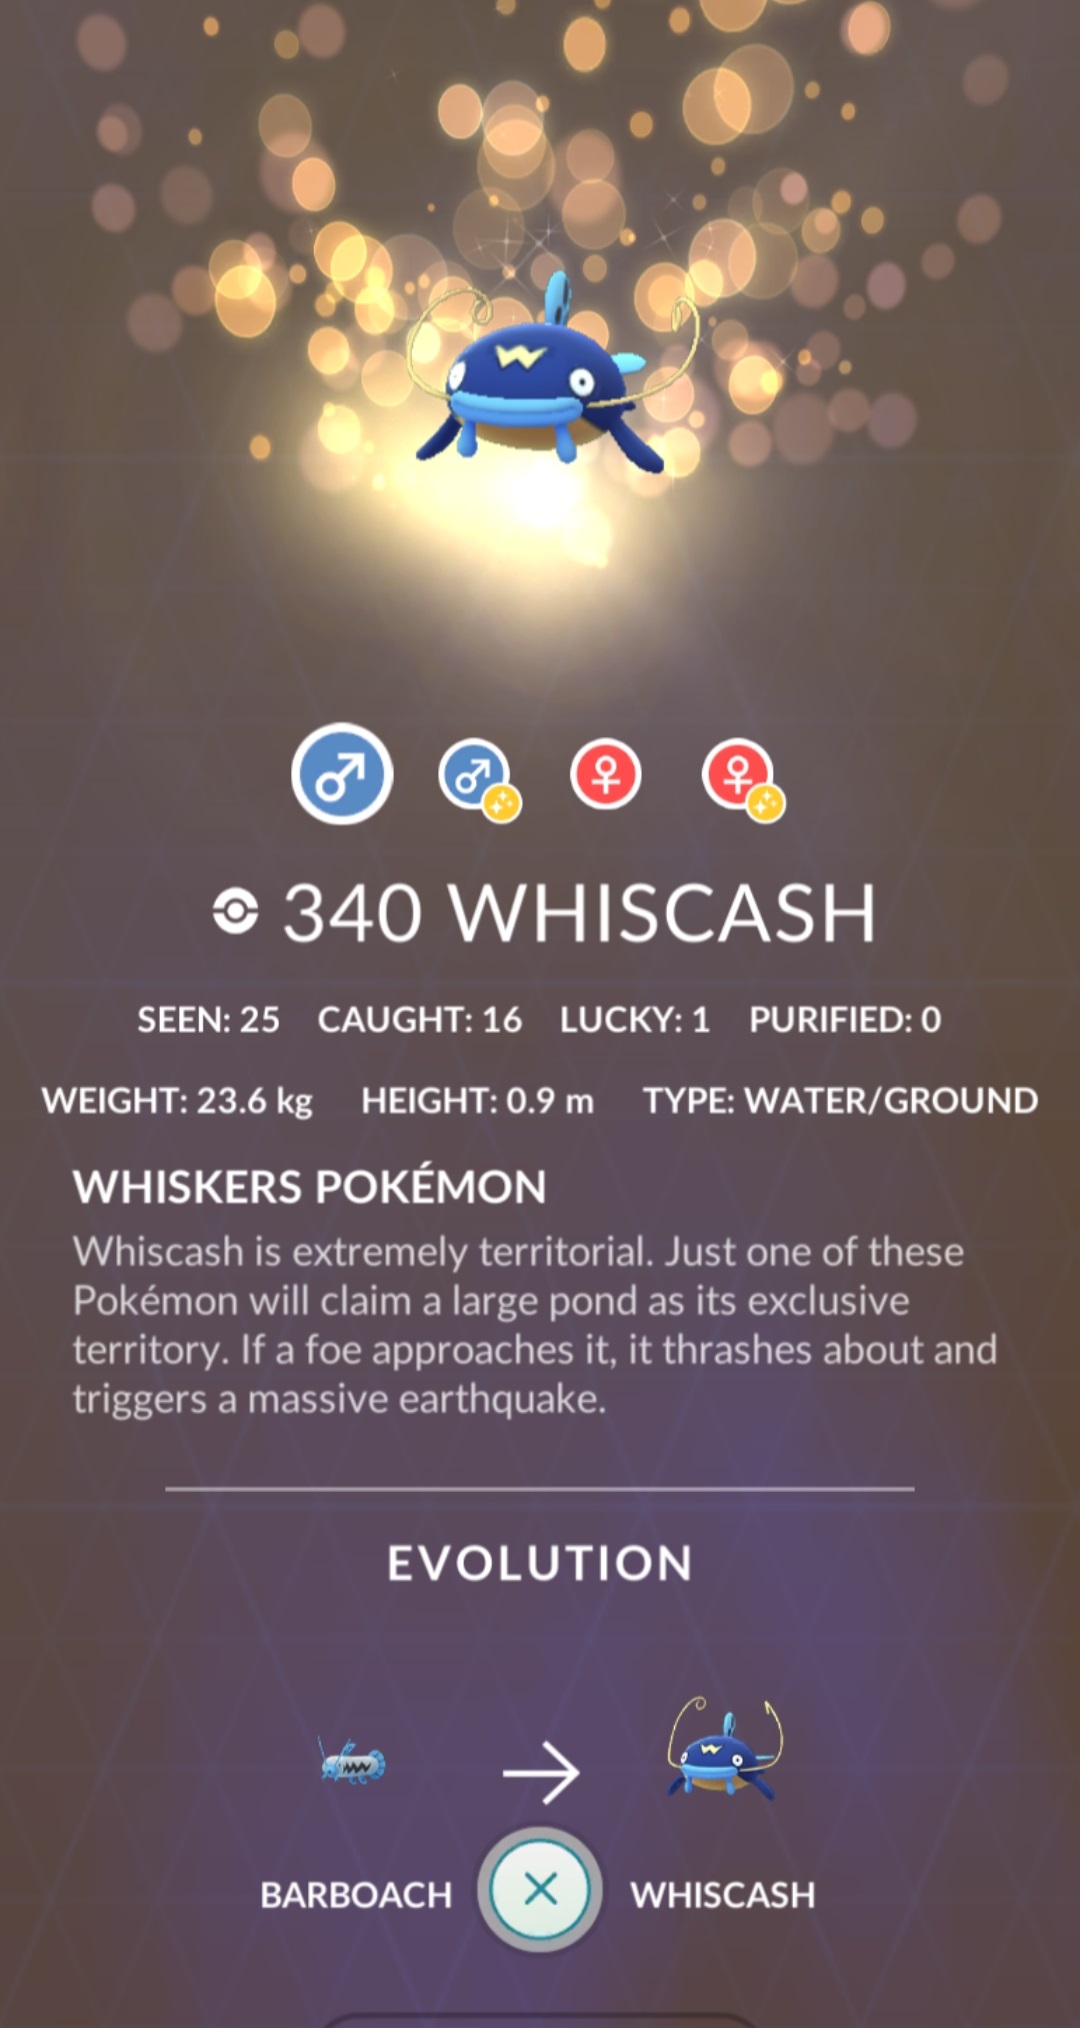 340 WHISCASH
SEEN: 25 CAUGHT: 16 LUCKY: 1 PURIFIED: 0
WEIGHT: 23.6 kg HEIGHT: 0.9 m TYPE: WATER/GROUND
WHISKERS POKÉMON
Whiscash is extremely territorial. Just one of these
Pokémon will claim a large pond as its exclusive
territory. If a foe approaches it, it thrashes about and
triggers a massive earthquake.
EVOLUTION
BARBOACH WHISCASH